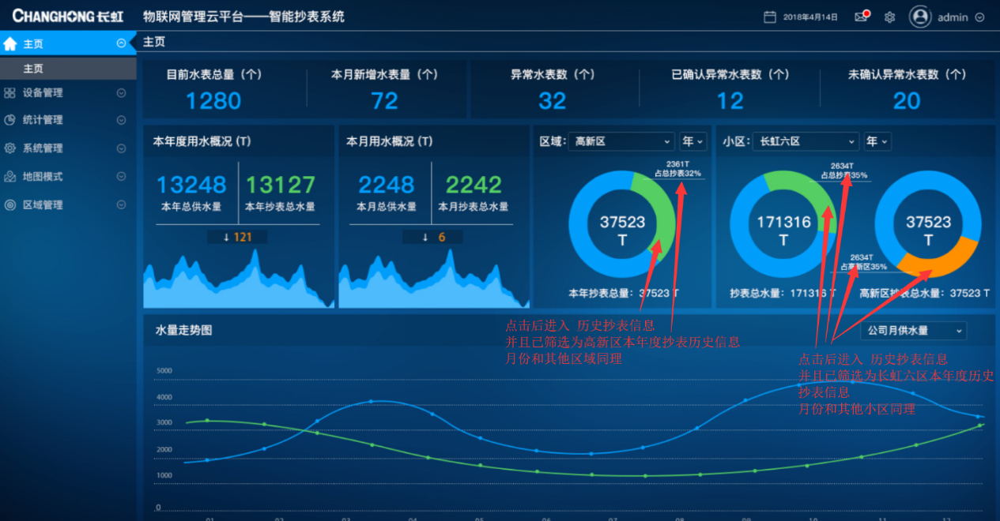 CHANGHONG 长虹
物联网管理云平台——智能抄表系统
2018年4月14日
admin
主页
主页
主页
设备管理
统计管理
系统管理
地图模式
区域管理
目前水表总量（个）
1280
本月新增水表量（个）
72
异常水表数（个）
32
已确认异常水表数（个）
12
未确认异常水表数（个）
20
本年度用水概况 (T)
13248
本年总供水量
13127
本年抄表总水量
↓ 121
本月用水概况 (T)
2248
本月总供水量
2242
本月抄表总水量
↓ 6
区域: 高新区 年
2361T
占总抄表32%
37523
T
本年抄表总量：37523 T
小区: 长虹六区 年
2634T
占总抄表35%
171316
T
抄表总水量：171316 T
37523
T
2634T
占高新区35%
高新区抄表总水量：37523 T
点击后进入 历史抄表信息
并且已筛选为高新区本年度抄表历史信息
月份和其他区域同理
点击后进入 历史抄表信息
并且已筛选为长虹六区本年度历史
抄表信息
月份和其他小区同理
水量走势图
公司月供水量
5000
4000
3000
2000
1000
0
01 02 03 04 05 06 07 08 09 10 11 12